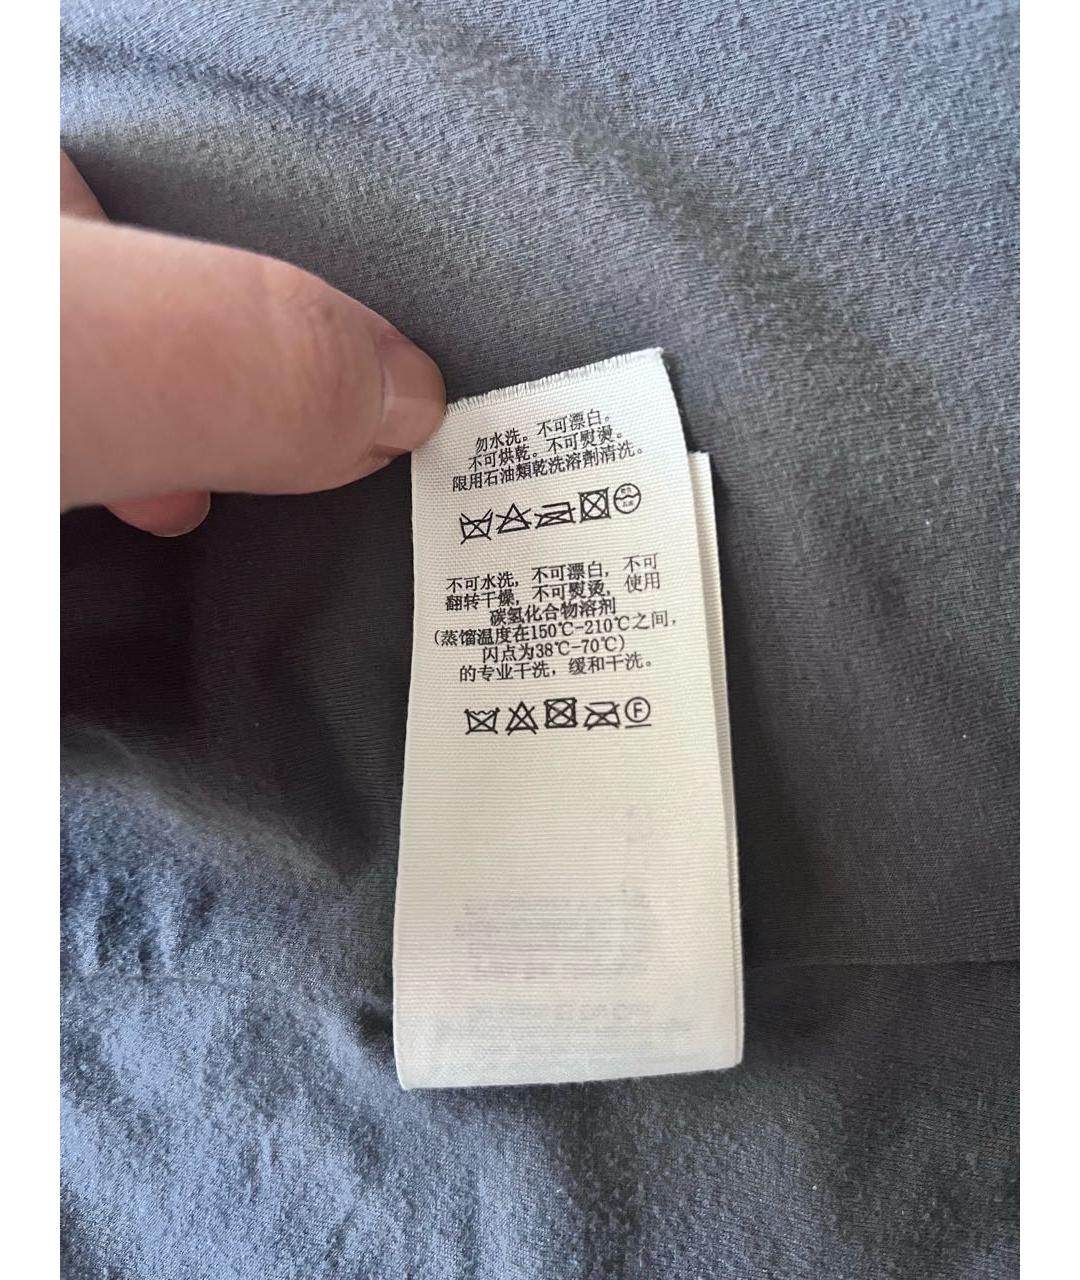 勿水洗。不可漂白。
不可烘乾。不可熨燙。
限用石油類乾洗溶劑清洗。
不可水洗，不可漂白，不可
翻转干燥，不可熨烫，使用
碳氢化合物溶剂
(蒸馏温度在150℃-210℃之间，
闪点为38℃-70℃)
的专业干洗，缓和干洗。
F